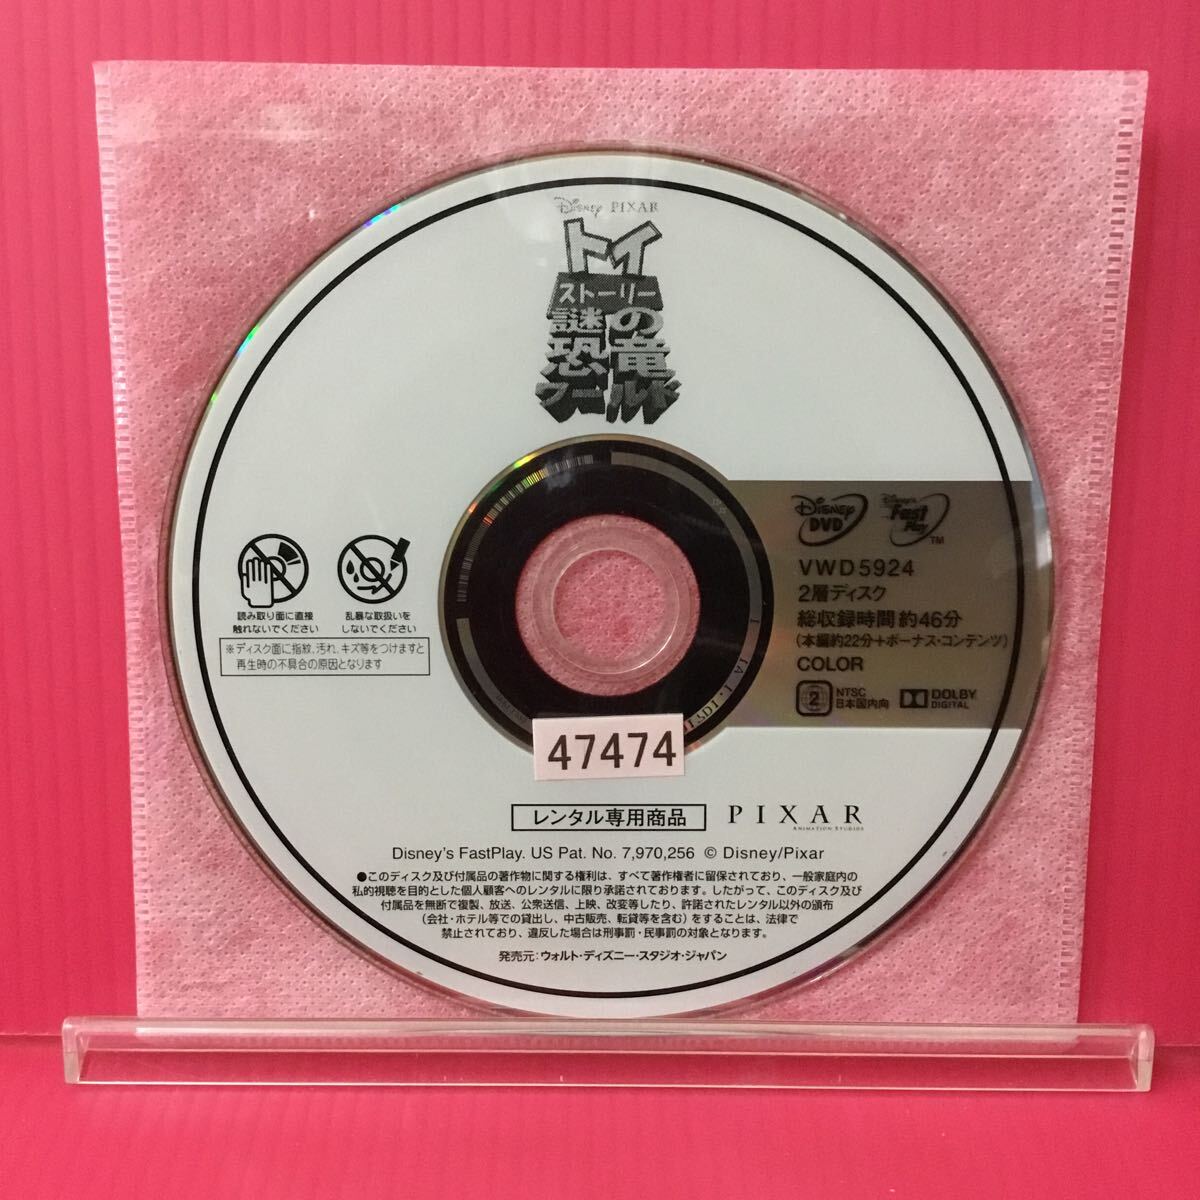 DISNEY PIXAR
トイ
ストーリー
謎の
恐竜
ワールド
DISNEY
DVD
Disney's
Fast
Play
TM
VWD5924
2層ディスク
総収録時間約46分
(本編約22分+ボーナス・コンテンツ)
COLOR
2
NTSC
日本国内向
DOLBY
DIGITAL
読み取り面に直接
触れないでください
乱暴な取扱いを
しないでください
※ディスク面に指紋、汚れ、キズ等をつけますと
再生時の不具合の原因となります
47474
レンタル専用商品
PIXAR
ANIMATION STUDIOS
Disney's FastPlay. US Pat. No. 7,970,256 © Disney/Pixar
●このディスク及び付属品の著作物に関する権利は、すべて著作権者に留保されており、一般家庭内の
私的視聴を目的とした個人顧客へのレンタルに限り承諾されております。したがって、このディスク及び
付属品を無断で複製、放送、公衆送信、上映、改変等したり、許諾されたレンタル以外の頒布
(会社・ホテル等での貸出し、中古販売、転貸等を含む)をすることは、法律で
禁止されており、違反した場合は刑事罰・民事罰の対象となります。
発売元:ウォルト・ディズニー・スタジオ・ジャパン